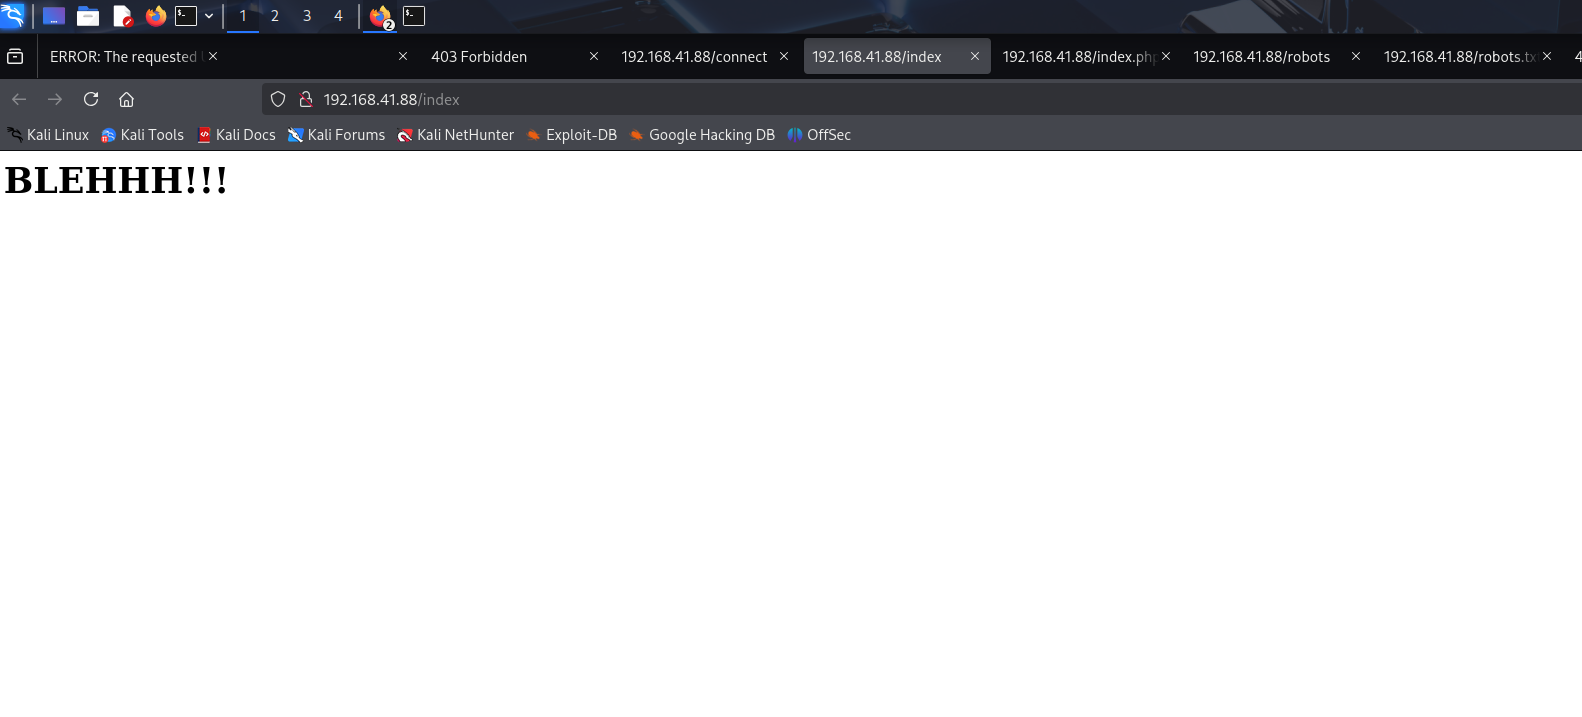 1 2 3 4 2
ERROR: The requested 403 Forbidden 192.168.41.88/connect 192.168.41.88/index 192.168.41.88/index.php 192.168.41.88/robots 192.168.41.88/robots.tx 4
192.168.41.88/index
Kali Linux Kali Tools Kali Docs Kali Forums Kali NetHunter Exploit-DB Google Hacking DB OffSec
BLEHHH!!!